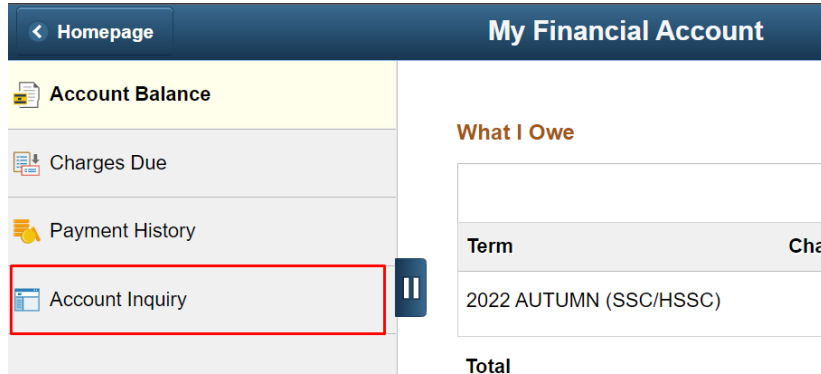 Homepage
My Financial Account
Account Balance
Charges Due
Payment History
Account Inquiry
What I Owe
Term
2022 AUTUMN (SSC/HSSC)
Total